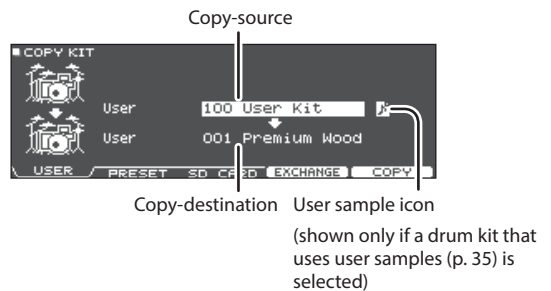 Copy-source
COPY KIT
User 100 User Kit
User 001 Premium Wood
USER PRESET SD CARD EXCHANGE COPY
Copy-destination
User sample icon
(shown only if a drum kit that
uses user samples (p. 35) is
selected)